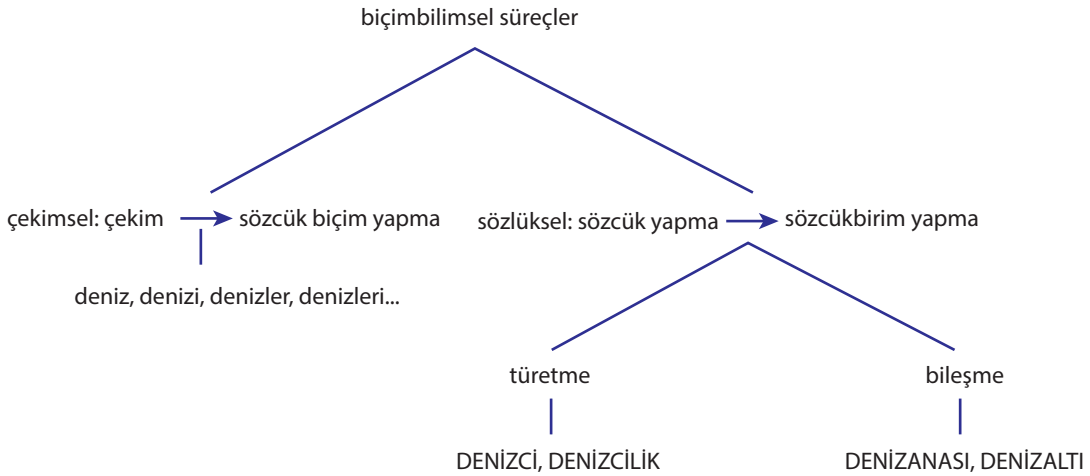 biçimbilimsel süreçler
çekimsel: çekim → sözcük biçim yapma
sözlüksel: sözcük yapma → sözcükbirim yapma
deniz, denizi, denizler, denizleri...
türetme
bileşme
DENİZCİ, DENİZCİLİK
DENİZANASI, DENİZALTI